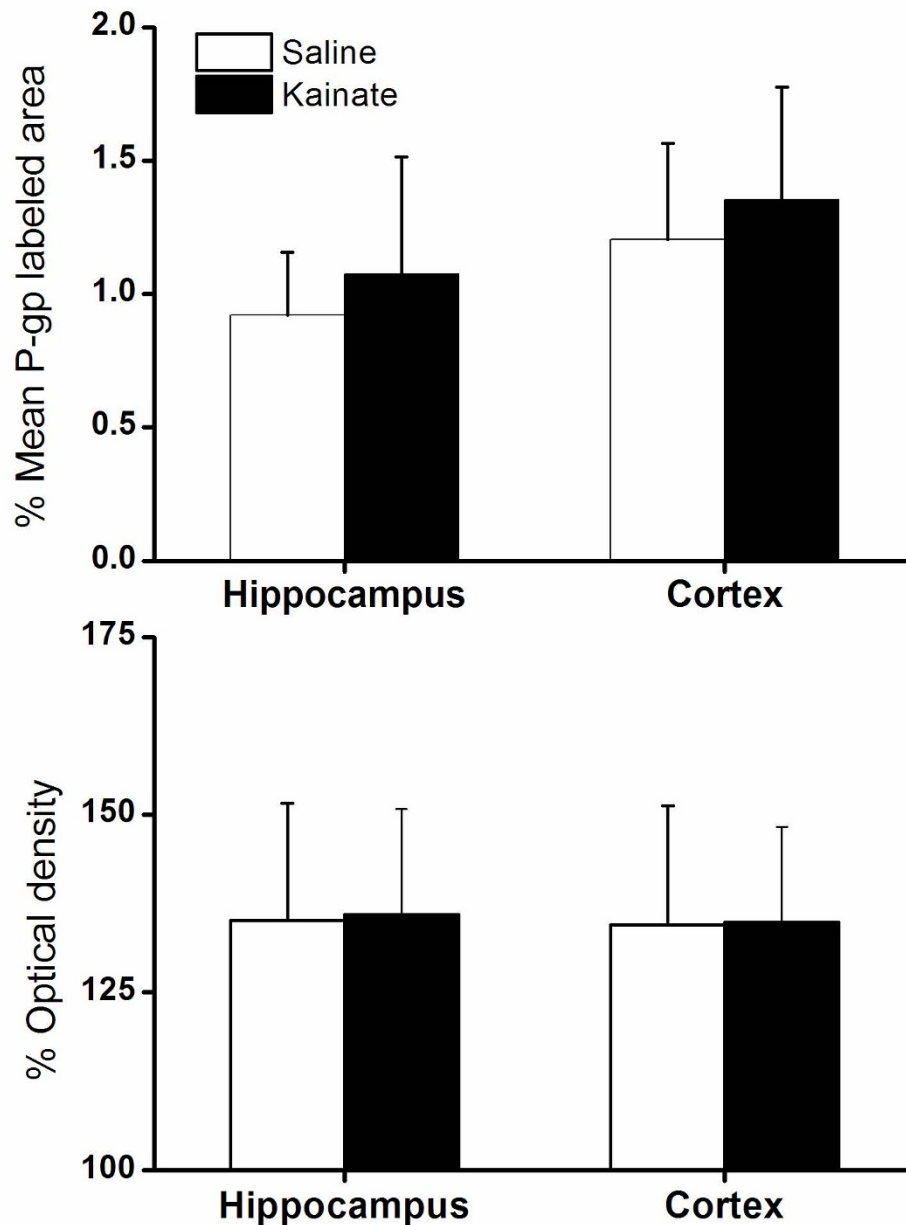 % Mean P-gp labeled area
2.0
1.5
1.0
0.5
0.0
Saline
Kainate
Hippocampus Cortex
% Optical density
175
150
125
100
Hippocampus Cortex